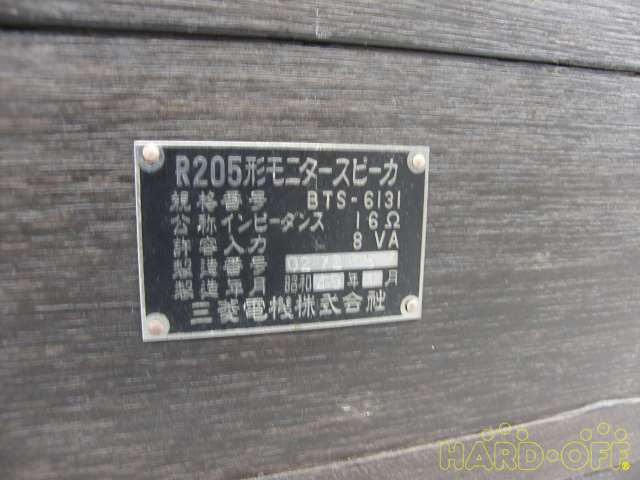 R205形モニタースピーカ
規格番号 BTS-6131
公称インピーダンス 16Ω
許容入力 8VA
製造番号
製造年月 昭和 年 月
三菱電機株式会社
HARD・OFF®